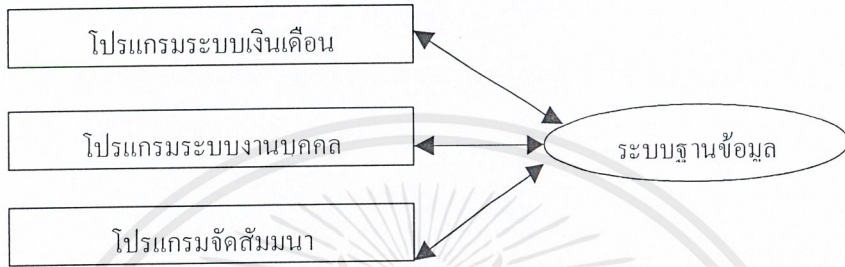 โปรแกรมระบบเงินเดือน
โปรแกรมระบบงานบุคคล
ระบบฐานข้อมูล
โปรแกรมจัดสัมมนา